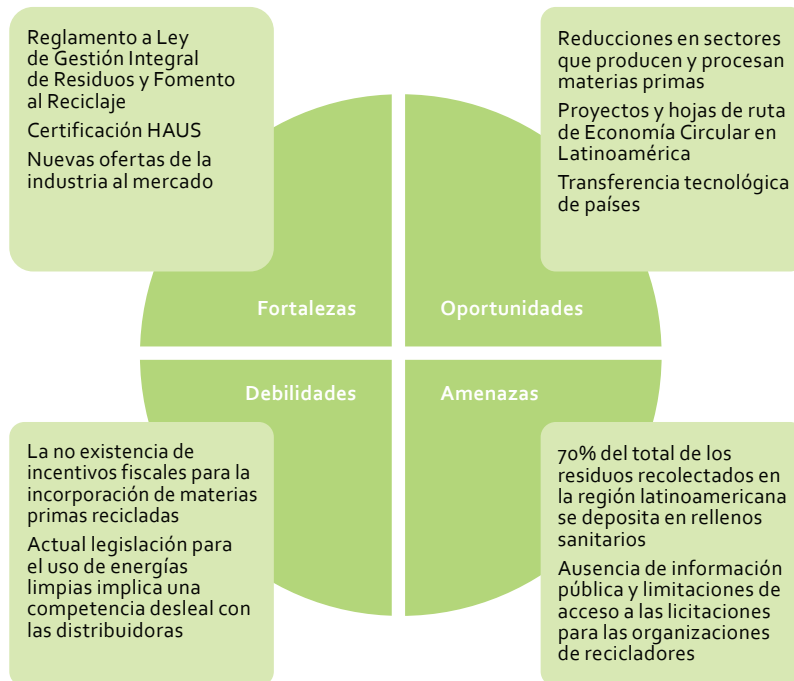 Reglamento a Ley
de Gestión Integral
de Residuos y Fomento
al Reciclaje
Certificación HAUS
Nuevas ofertas de la
industria al mercado
Reducciones en sectores
que producen y procesan
materias primas
Proyectos y hojas de ruta
de Economía Circular en
Latinoamérica
Transferencia tecnológica
de países
Fortalezas
Oportunidades
Debilidades
Amenazas
La no existencia de
incentivos fiscales para la
incorporación de materias
primas recicladas
Actual legislación para
el uso de energías
limpias implica una
competencia desleal con
las distribuidoras
70% del total de los
residuos recolectados en
la región latinoamericana
se deposita en rellenos
sanitarios
Ausencia de información
pública y limitaciones de
acceso a las licitaciones
para las organizaciones
de recicladores